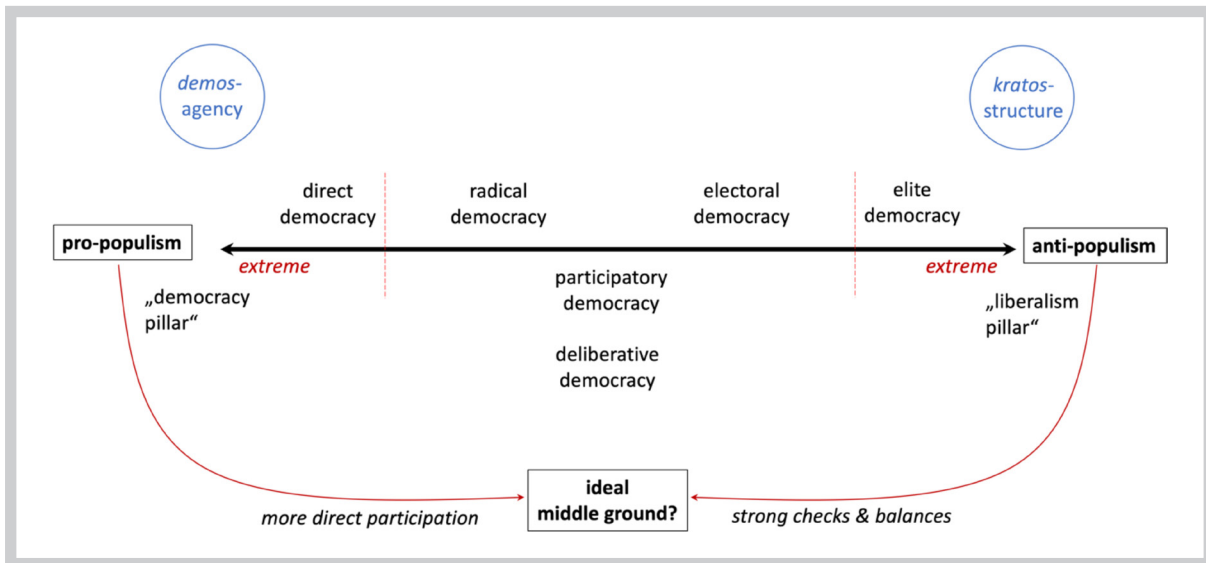 demos-
agency
kratos-
structure
direct
democracy
radical
democracy
electoral
democracy
elite
democracy
pro-populism
anti-populism
extreme
extreme
„democracy
pillar“
participatory
democracy
„liberalism
pillar“
deliberative
democracy
ideal
middle ground?
more direct participation
strong checks & balances